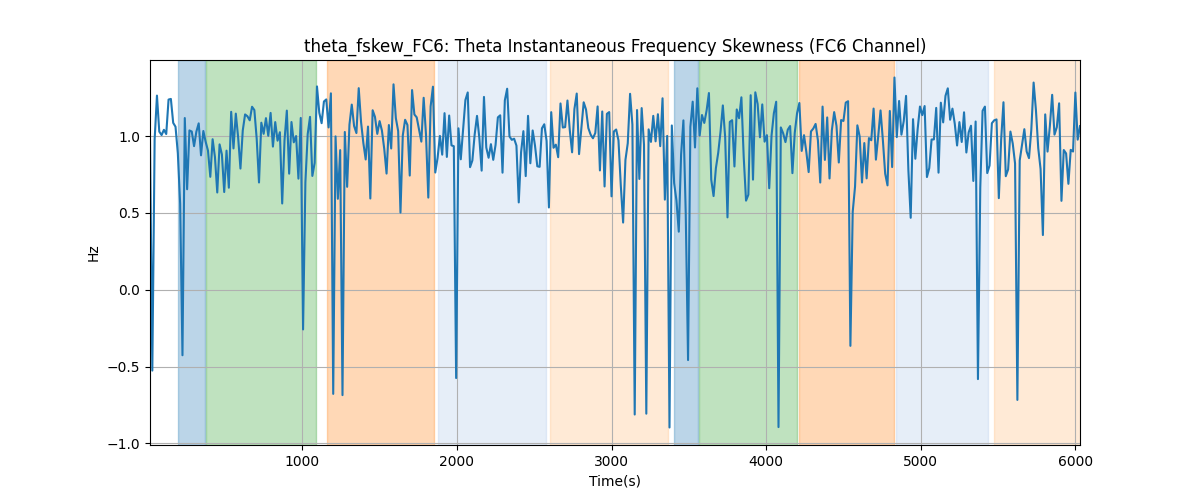 theta_fskew_FC6: Theta Instantaneous Frequency Skewness (FC6 Channel)
1.0
0.5
0.0
−0.5
−1.0
Hz
1000 2000 3000 4000 5000 6000
Time(s)